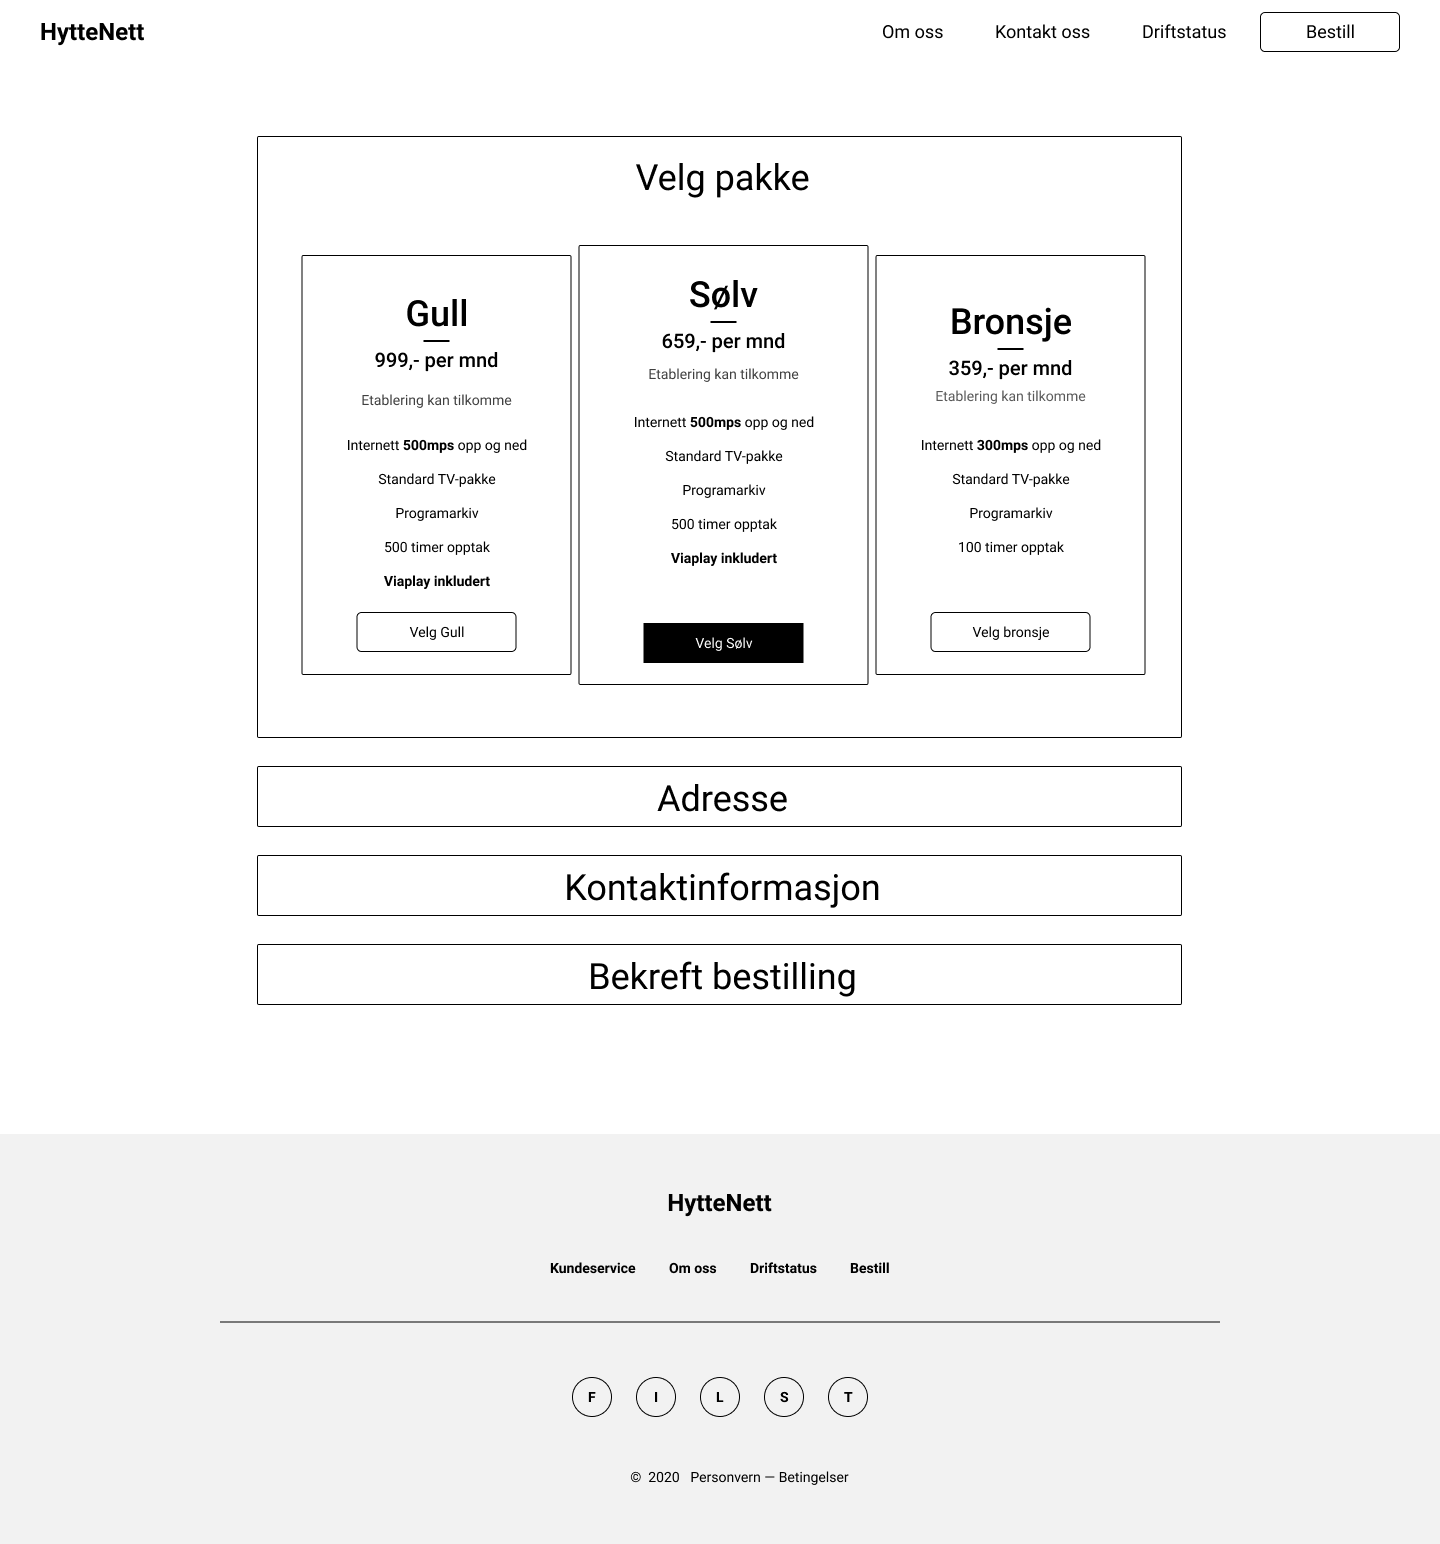 HytteNett
Om oss
Kontakt oss
Driftstatus
Bestill
Velg pakke
Gull
999,- per mnd
Etablering kan tilkomme
Internett 500mps opp og ned
Standard TV-pakke
Programarkiv
500 timer opptak
Viaplay inkludert
Velg Gull
Sølv
659,- per mnd
Etablering kan tilkomme
Internett 500mps opp og ned
Standard TV-pakke
Programarkiv
500 timer opptak
Viaplay inkludert
Velg Sølv
Bronsje
359,- per mnd
Etablering kan tilkomme
Internett 300mps opp og ned
Standard TV-pakke
Programarkiv
100 timer opptak
Velg bronsje
Adresse
Kontaktinformasjon
Bekreft bestilling
HytteNett
Kundeservice
Om oss
Driftstatus
Bestill
F
I
L
S
T
© 2020 Personvern — Betingelser